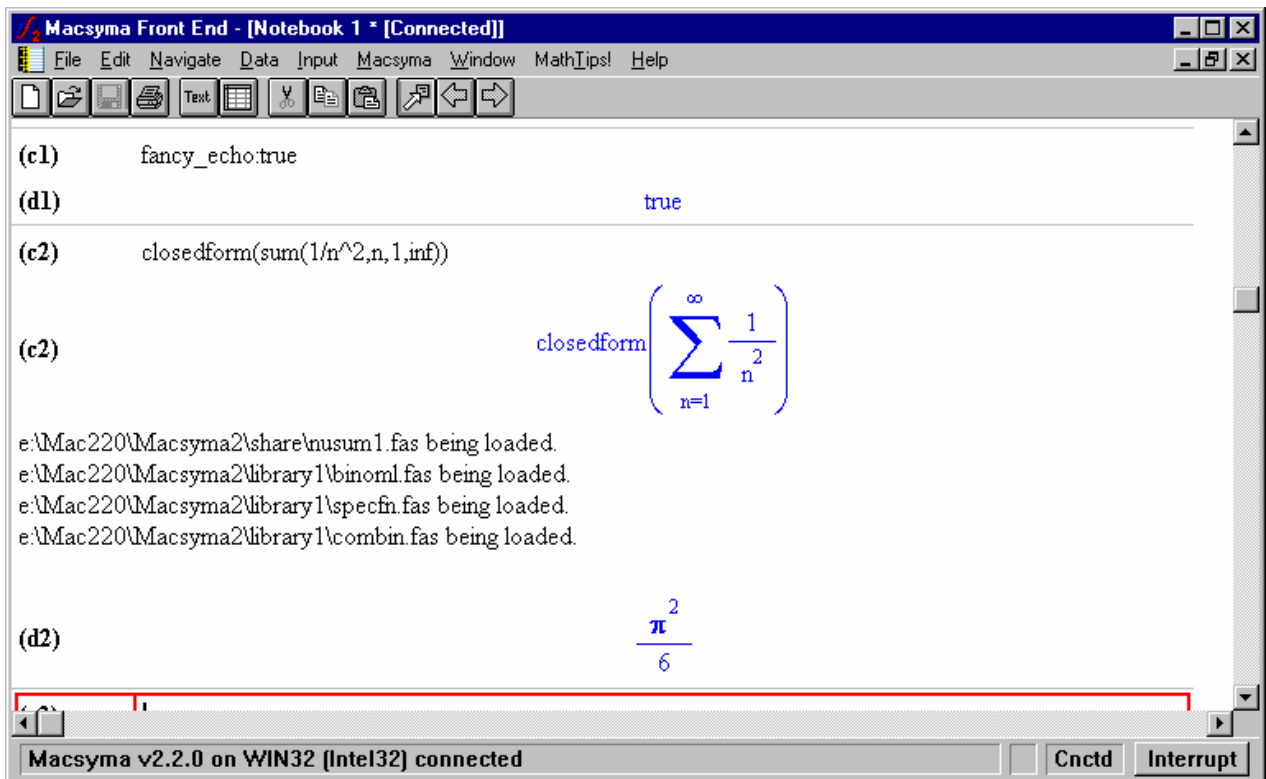 Macsyma Front End - [Notebook 1 * [Connected]]
File Edit Navigate Data Input Macsyma Window MathTips! Help
Text
(c1) fancy_echo:true
(d1) true
(c2) closedform(sum(1/n^2,n,1,inf))
∞
1
(c2) closedform( ∑ )
2
n
n=1
e:\Mac220\Macsyma2\share\nusum1.fas being loaded.
e:\Mac220\Macsyma2\library1\binoml.fas being loaded.
e:\Mac220\Macsyma2\library1\specfn.fas being loaded.
e:\Mac220\Macsyma2\library1\combin.fas being loaded.
2
π
(d2)
6
Macsyma v2.2.0 on WIN32 (Intel32) connected Cnctd Interrupt